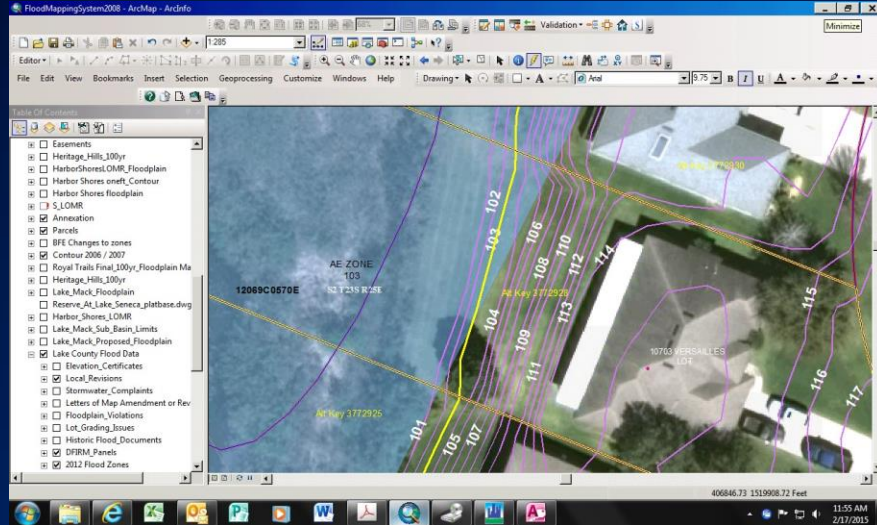 FloodMappingSystem2008 - ArcMap - ArcInfo
Validation
Minimize
1:285
Editor
File Edit View Bookmarks Insert Selection Geoprocessing Customize Windows Help
Drawing
A
Arial
9.75
B I U A
Table Of Contents
Easements
Heritage_Hills_100yr
HarborShoresLOMR_Floodplain
Harbor Shores oneft_Contour
Harbor Shores floodplain
S_LOMR
Annexation
Parcels
BFE Changes to zones
Contour 2006 / 2007
Royal Trails Final_100yr_Floodplain Ma
Heritage_Hills_100yr
Lake_Mack_Floodplain
Reserve_At_Lake_Seneca_platbase.dwg
Harbor_Shores_LOMR
Lake_Mack_Sub_Basin_Limits
Lake_Mack_Proposed_Floodplain
Lake County Flood Data
Elevation_Certificates
Local_Revisions
Stormwater_Complaints
Letters of Map Amendment or Rev
Floodplain_Violations
Lot_Grading_Issues
Historic Flood_Documents
DFIRM_Panels
2012 Flood Zones
102
103
106
110
108
112
114
AE ZONE
103
12069C0570E
S2 T23S R25E
Alt Key 3772928
104
109
113
111
115
116
117
10703 VERSAILLES
LOT
Alt Key 3772925
101
105
107
406846.73 1519908.72 Feet
11:55 AM
2/17/2015